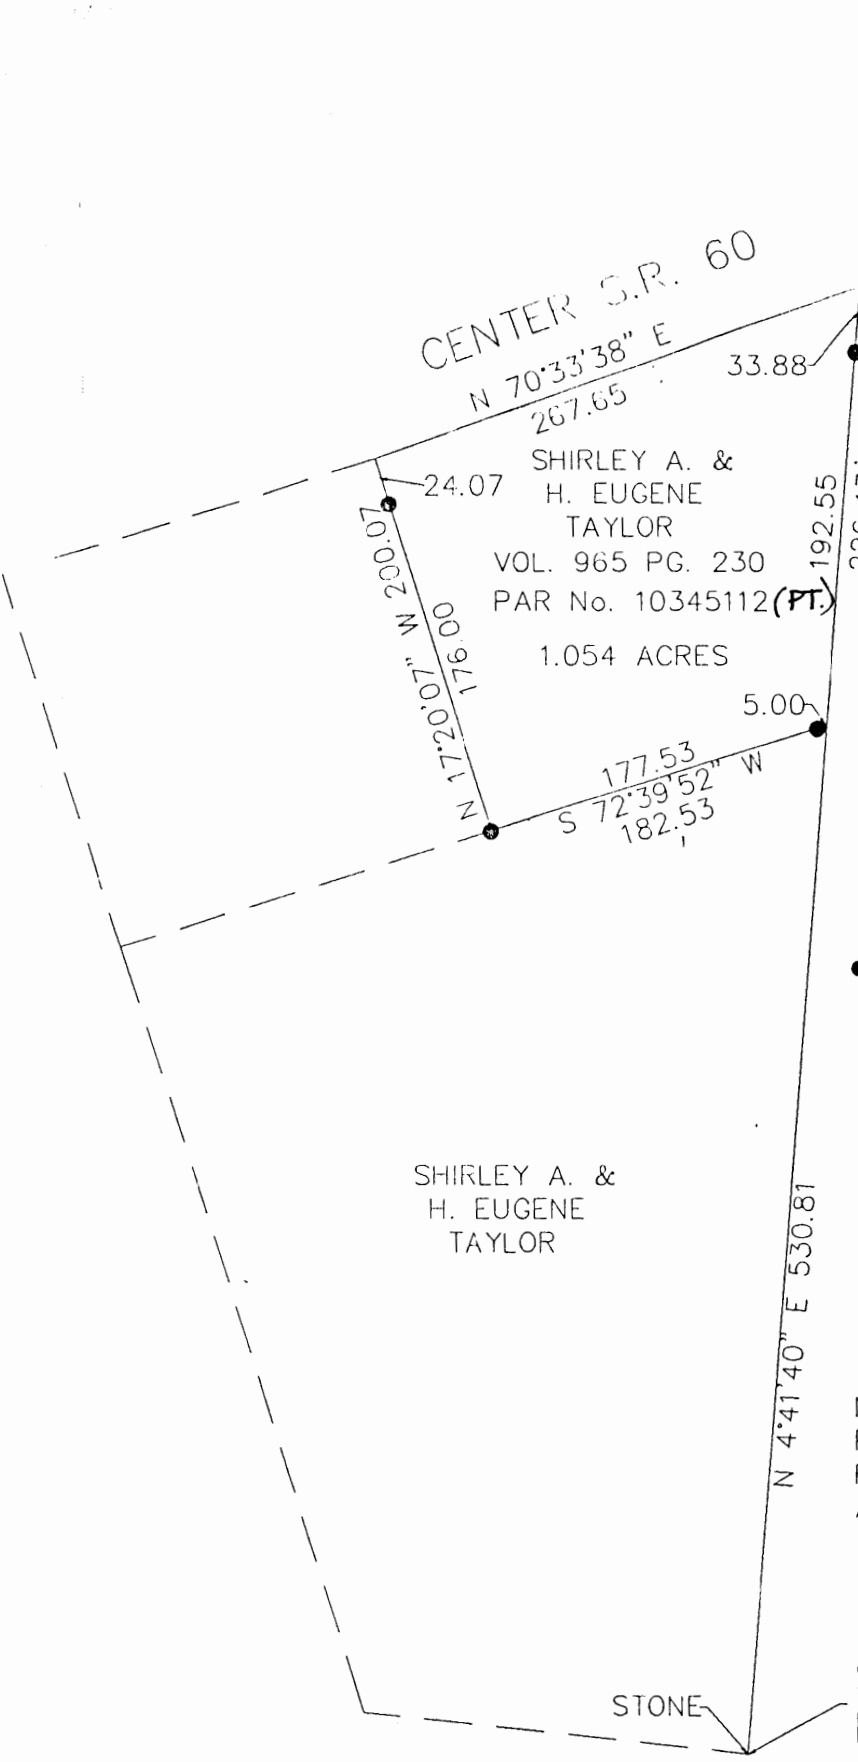 CENTER S.R. 60
N 70°33'38" E
267.65
33.88
24.07
SHIRLEY A. &
H. EUGENE
TAYLOR
VOL. 965 PG. 230
PAR No. 10345112 (PT.)
1.054 ACRES
192.55
N 17°20'07" W 200.07
176.00
5.00
177.53
S 72°39'52" W
182.53
SHIRLEY A. &
H. EUGENE
TAYLOR
N 4°41'40" E 530.81
STONE